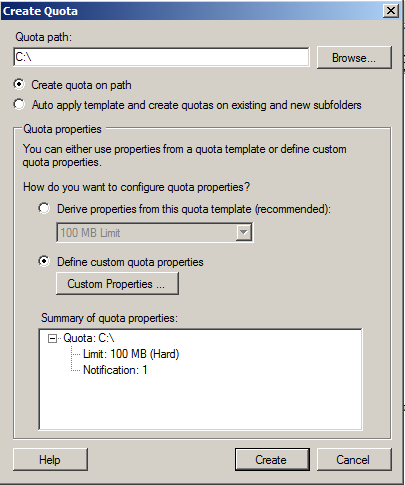 Create Quota
Quota path:
C:\
Browse...
Create quota on path
Auto apply template and create quotas on existing and new subfolders
Quota properties
You can either use properties from a quota template or define custom
quota properties.
How do you want to configure quota properties?
Derive properties from this quota template (recommended):
100 MB Limit
Define custom quota properties
Custom Properties ...
Summary of quota properties:
Quota: C:\
Limit: 100 MB (Hard)
Notification: 1
Help
Create
Cancel